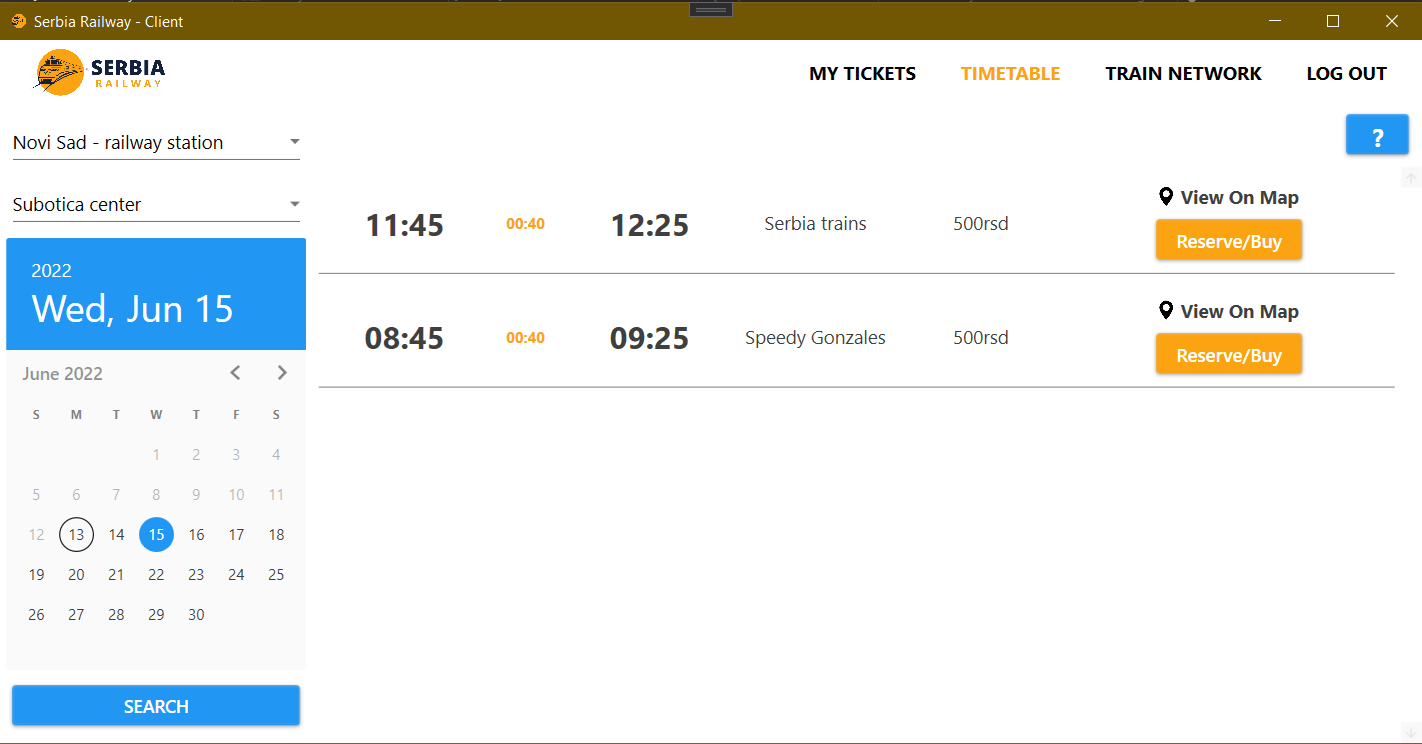 Serbia Railway - Client
SERBIA
RAILWAY
MY TICKETS TIMETABLE TRAIN NETWORK LOG OUT
?
Novi Sad - railway station
Subotica center
2022
Wed, Jun 15
June 2022
S M T W T F S
1 2 3 4
5 6 7 8 9 10 11
12 13 14 15 16 17 18
19 20 21 22 23 24 25
26 27 28 29 30
SEARCH
View On Map
11:45 00:40 12:25 Serbia trains 500rsd
Reserve/Buy
View On Map
08:45 00:40 09:25 Speedy Gonzales 500rsd
Reserve/Buy